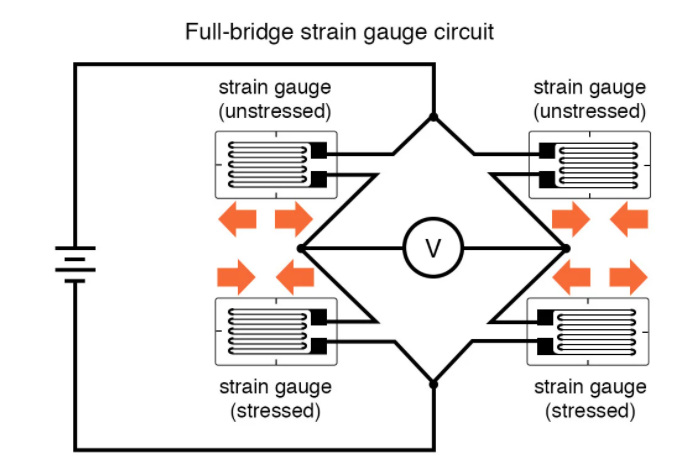 Full-bridge strain gauge circuit
strain gauge
(unstressed)
strain gauge
(unstressed)
V
strain gauge
(stressed)
strain gauge
(stressed)